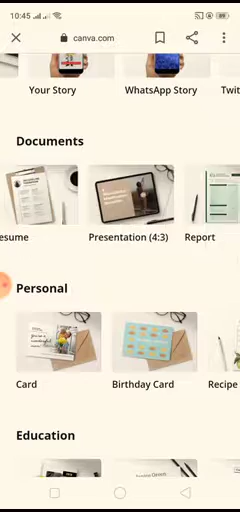 10:45
canva.com
Your Story
WhatsApp Story
Twit
Documents
esume
Presentation (4:3)
Report
Personal
Card
Birthday Card
Recipe
Education